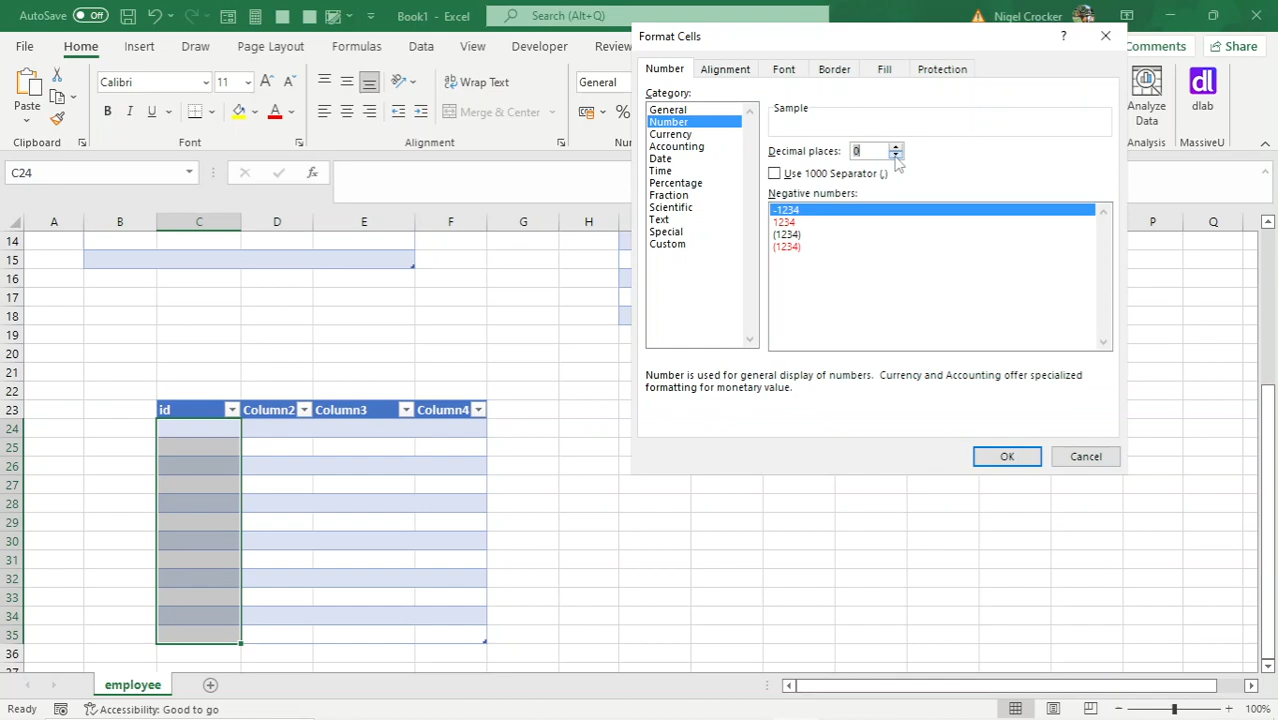 AutoSave Off Book1 - Excel Search (Alt+Q) Nigel Crocker
File Home Insert Draw Page Layout Formulas Data View Developer Comments Share
Calibri 11 Wrap Text General
Paste B I U A Merge & Center % Analyze Data dlab
Clipboard Font Alignment Analysis MassiveU
C24 fx
A B C D E F G H P Q
14
15
16
17
18
19
20
21
22
23 id Column2 Column3 Column4
24
25
26
27
28
29
30
31
32
33
34
35
36
Format Cells ?
Number Alignment Font Border Fill Protection
Category:
General
Number
Currency
Accounting
Date
Time
Percentage
Fraction
Scientific
Text
Special
Custom
Sample
Decimal places: 0
Use 1000 Separator (,)
Negative numbers:
-1234
1234
(1234)
(1234)
Number is used for general display of numbers. Currency and Accounting offer specialized
formatting for monetary value.
OK Cancel
employee
Ready Accessibility: Good to go 100%